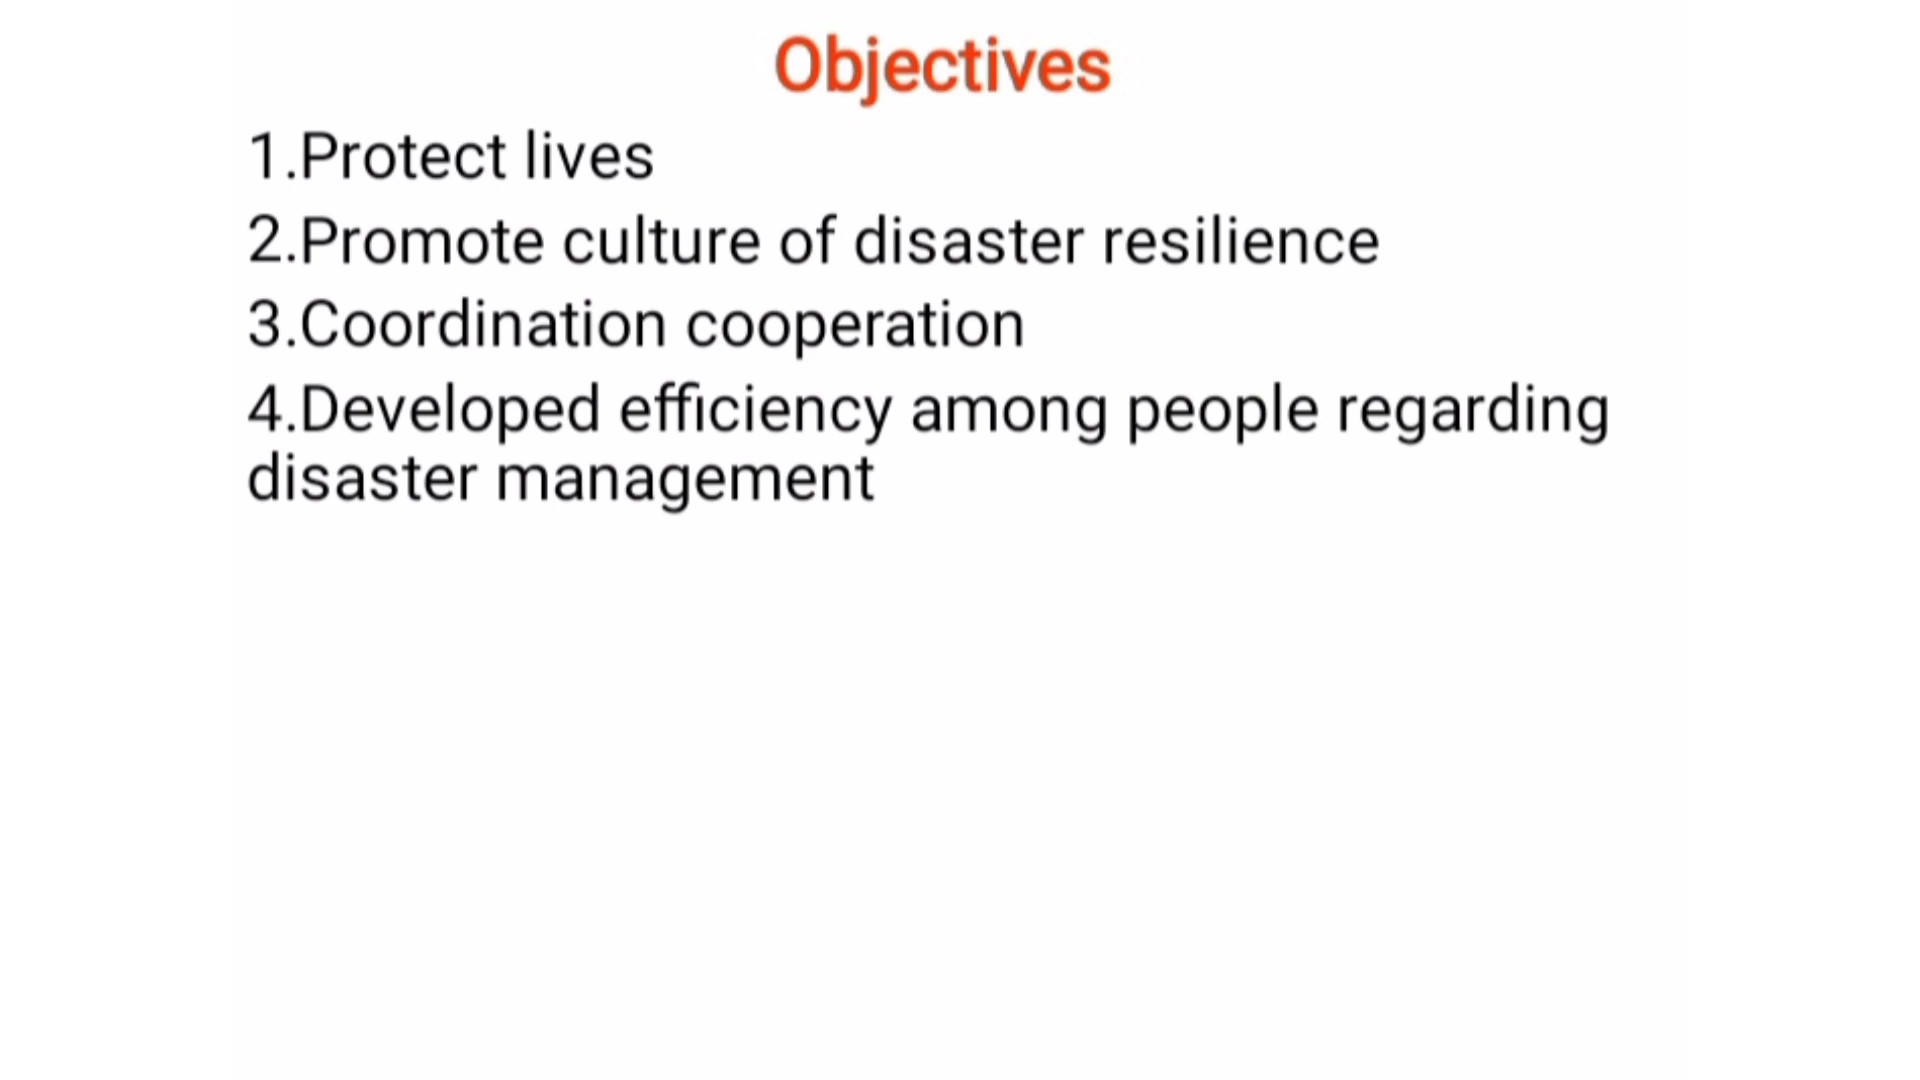 Objectives
1.Protect lives
2.Promote culture of disaster resilience
3.Coordination cooperation
4.Developed efficiency among people regarding
disaster management